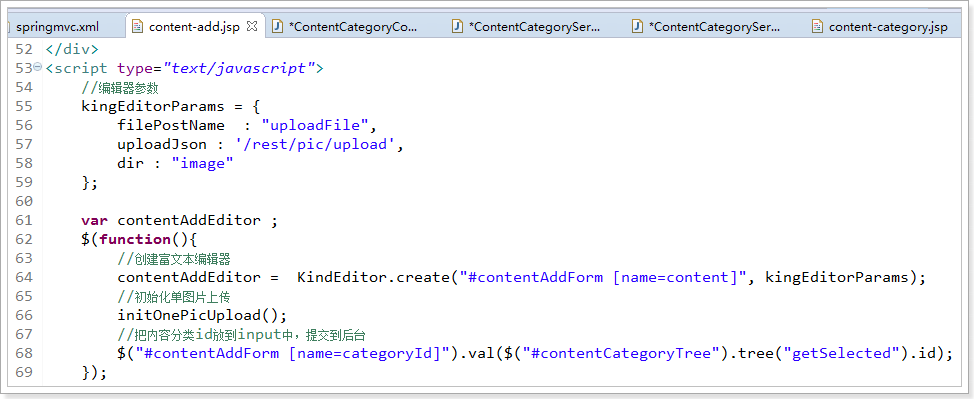 springmvc.xml content-add.jsp *ContentCategoryCo... *ContentCategorySer... *ContentCategorySer... content-category.jsp
52 </div>
53 <script type="text/javascript">
54 //编辑器参数
55 kingEditorParams = {
56 filePostName : "uploadFile",
57 uploadJson : '/rest/pic/upload',
58 dir : "image"
59 };
60
61 var contentAddEditor ;
62 $(function(){
63 //创建富文本编辑器
64 contentAddEditor = KindEditor.create("#contentAddForm [name=content]", kingEditorParams);
65 //初始化单图片上传
66 initOnePicUpload();
67 //把内容分类id放到input中，提交到后台
68 $("#contentAddForm [name=categoryId]").val($("#contentCategoryTree").tree("getSelected").id);
69 });